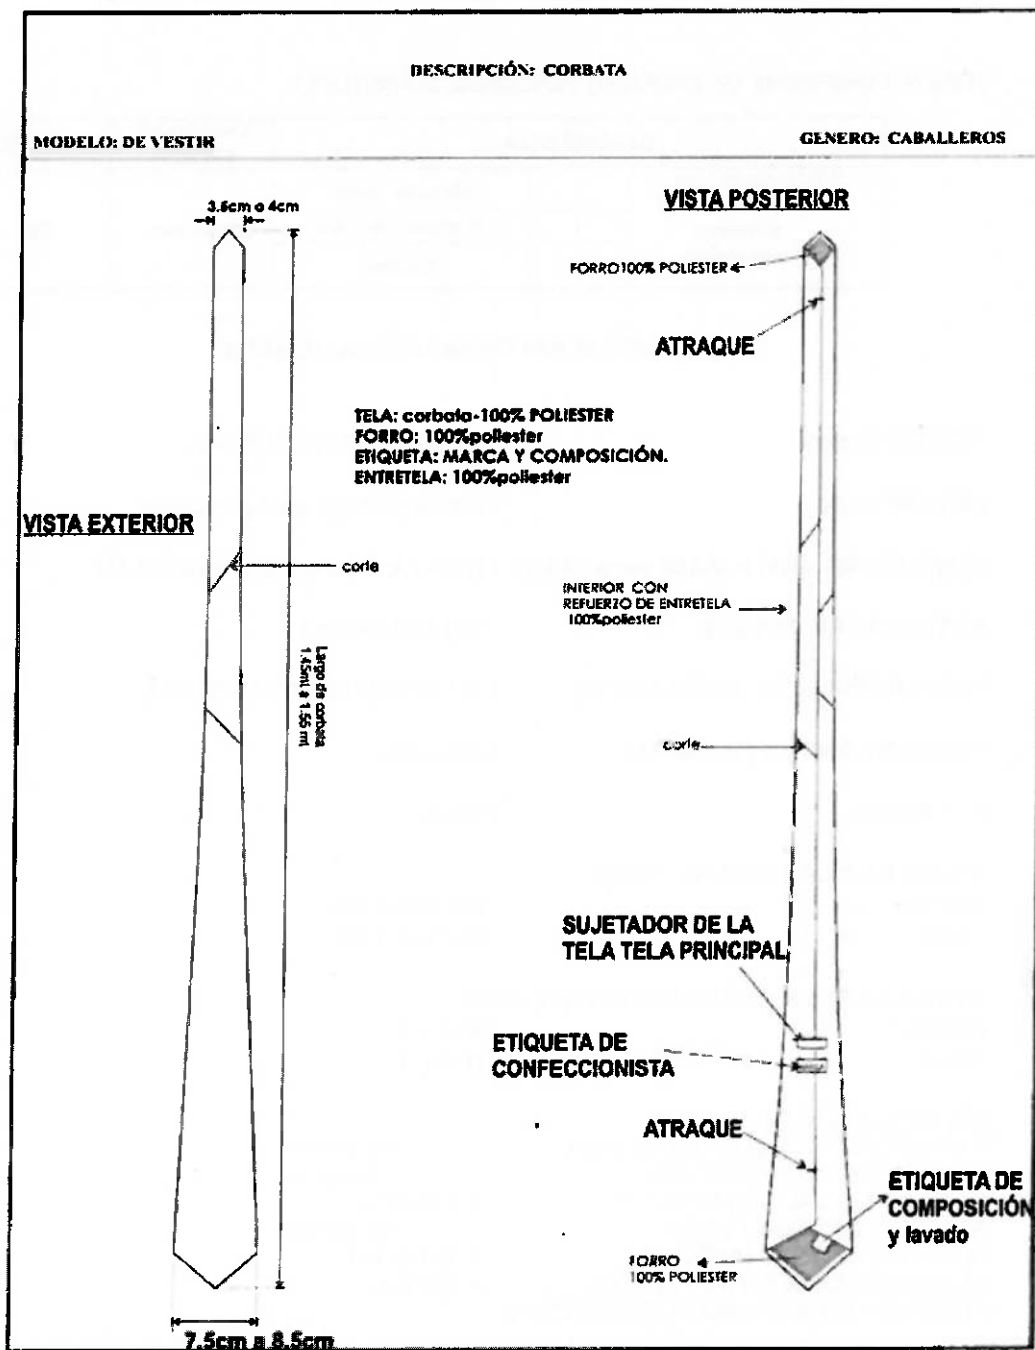 DESCRIPCIÓN: CORBATA
MODELO: DE VESTIR
GENERO: CABALLEROS
3.5cm a 4cm
VISTA POSTERIOR
FORRO100% POLIESTER
ATRAQUE
TELA: corbata-100% POLIESTER
FORRO: 100%poliester
ETIQUETA: MARCA Y COMPOSICIÓN.
ENTRETELA: 100%poliester
VISTA EXTERIOR
corte
INTERIOR CON
REFUERZO DE ENTRETELA
100%poliester
Largo de corbata
1.45mt. a 1.55 mt
corte
SUJETADOR DE LA
TELA TELA PRINCIPAL
ETIQUETA DE
CONFECCIONISTA
ATRAQUE
ETIQUETA DE
COMPOSICIÓN
y lavado
FORRO
100% POLIESTER
7.5cm a 8.5cm